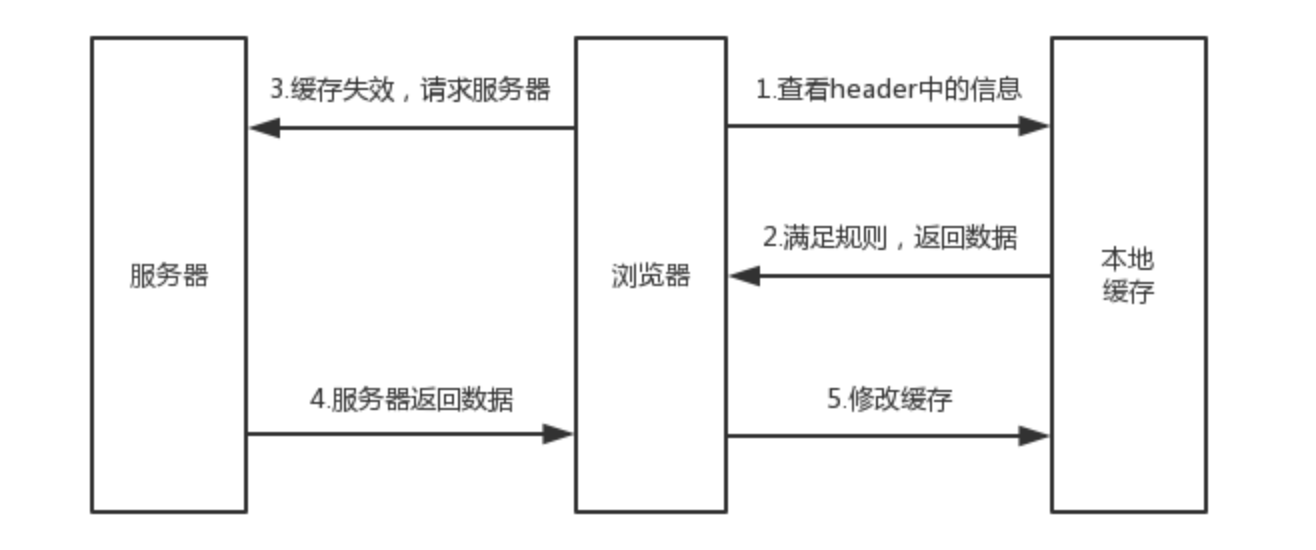 3.缓存失效，请求服务器
1.查看header中的信息
2.满足规则，返回数据
服务器
浏览器
本地
缓存
4.服务器返回数据
5.修改缓存